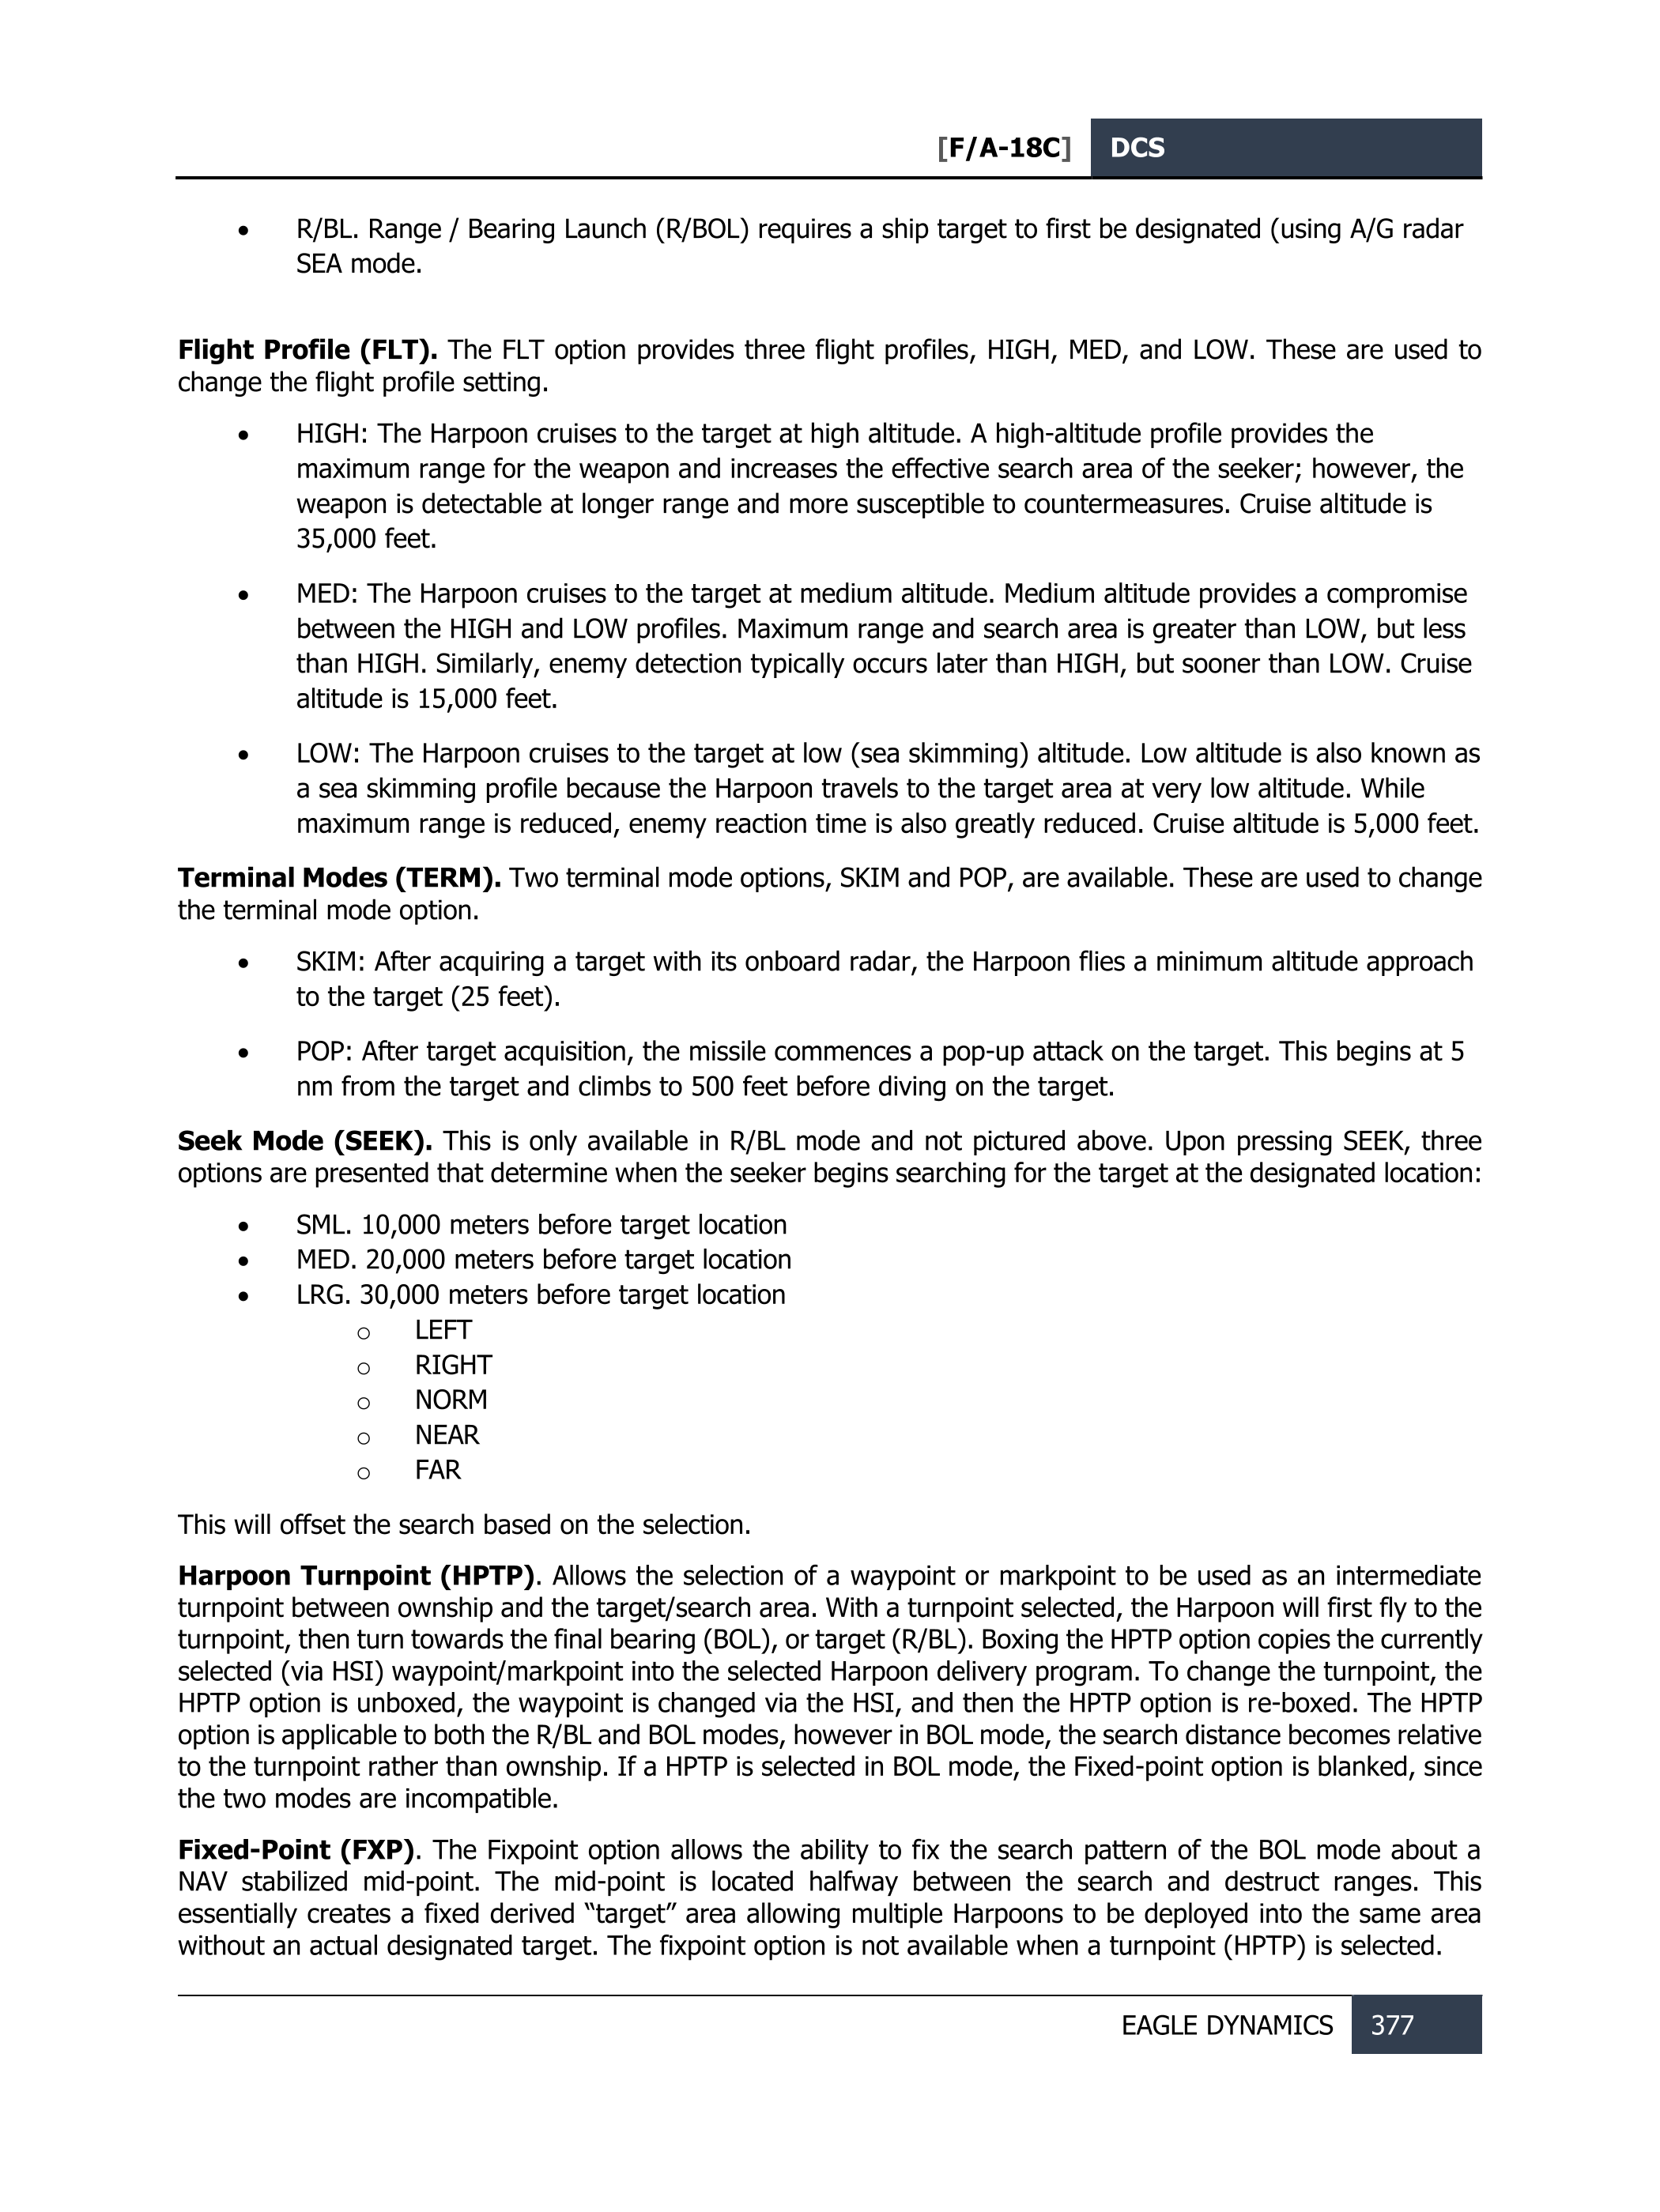 [F/A-18C] DCS
• R/BL. Range / Bearing Launch (R/BOL) requires a ship target to first be designated (using A/G radar
SEA mode.
Flight Profile (FLT). The FLT option provides three flight profiles, HIGH, MED, and LOW. These are used to
change the flight profile setting.
• HIGH: The Harpoon cruises to the target at high altitude. A high-altitude profile provides the
maximum range for the weapon and increases the effective search area of the seeker; however, the
weapon is detectable at longer range and more susceptible to countermeasures. Cruise altitude is
35,000 feet.
• MED: The Harpoon cruises to the target at medium altitude. Medium altitude provides a compromise
between the HIGH and LOW profiles. Maximum range and search area is greater than LOW, but less
than HIGH. Similarly, enemy detection typically occurs later than HIGH, but sooner than LOW. Cruise
altitude is 15,000 feet.
• LOW: The Harpoon cruises to the target at low (sea skimming) altitude. Low altitude is also known as
a sea skimming profile because the Harpoon travels to the target area at very low altitude. While
maximum range is reduced, enemy reaction time is also greatly reduced. Cruise altitude is 5,000 feet.
Terminal Modes (TERM). Two terminal mode options, SKIM and POP, are available. These are used to change
the terminal mode option.
• SKIM: After acquiring a target with its onboard radar, the Harpoon flies a minimum altitude approach
to the target (25 feet).
• POP: After target acquisition, the missile commences a pop-up attack on the target. This begins at 5
nm from the target and climbs to 500 feet before diving on the target.
Seek Mode (SEEK). This is only available in R/BL mode and not pictured above. Upon pressing SEEK, three
options are presented that determine when the seeker begins searching for the target at the designated location:
• SML. 10,000 meters before target location
• MED. 20,000 meters before target location
• LRG. 30,000 meters before target location
o LEFT
o RIGHT
o NORM
o NEAR
o FAR
This will offset the search based on the selection.
Harpoon Turnpoint (HPTP). Allows the selection of a waypoint or markpoint to be used as an intermediate
turnpoint between ownship and the target/search area. With a turnpoint selected, the Harpoon will first fly to the
turnpoint, then turn towards the final bearing (BOL), or target (R/BL). Boxing the HPTP option copies the currently
selected (via HSI) waypoint/markpoint into the selected Harpoon delivery program. To change the turnpoint, the
HPTP option is unboxed, the waypoint is changed via the HSI, and then the HPTP option is re-boxed. The HPTP
option is applicable to both the R/BL and BOL modes, however in BOL mode, the search distance becomes relative
to the turnpoint rather than ownship. If a HPTP is selected in BOL mode, the Fixed-point option is blanked, since
the two modes are incompatible.
Fixed-Point (FXP). The Fixpoint option allows the ability to fix the search pattern of the BOL mode about a
NAV stabilized mid-point. The mid-point is located halfway between the search and destruct ranges. This
essentially creates a fixed derived “target” area allowing multiple Harpoons to be deployed into the same area
without an actual designated target. The fixpoint option is not available when a turnpoint (HPTP) is selected.
EAGLE DYNAMICS 377